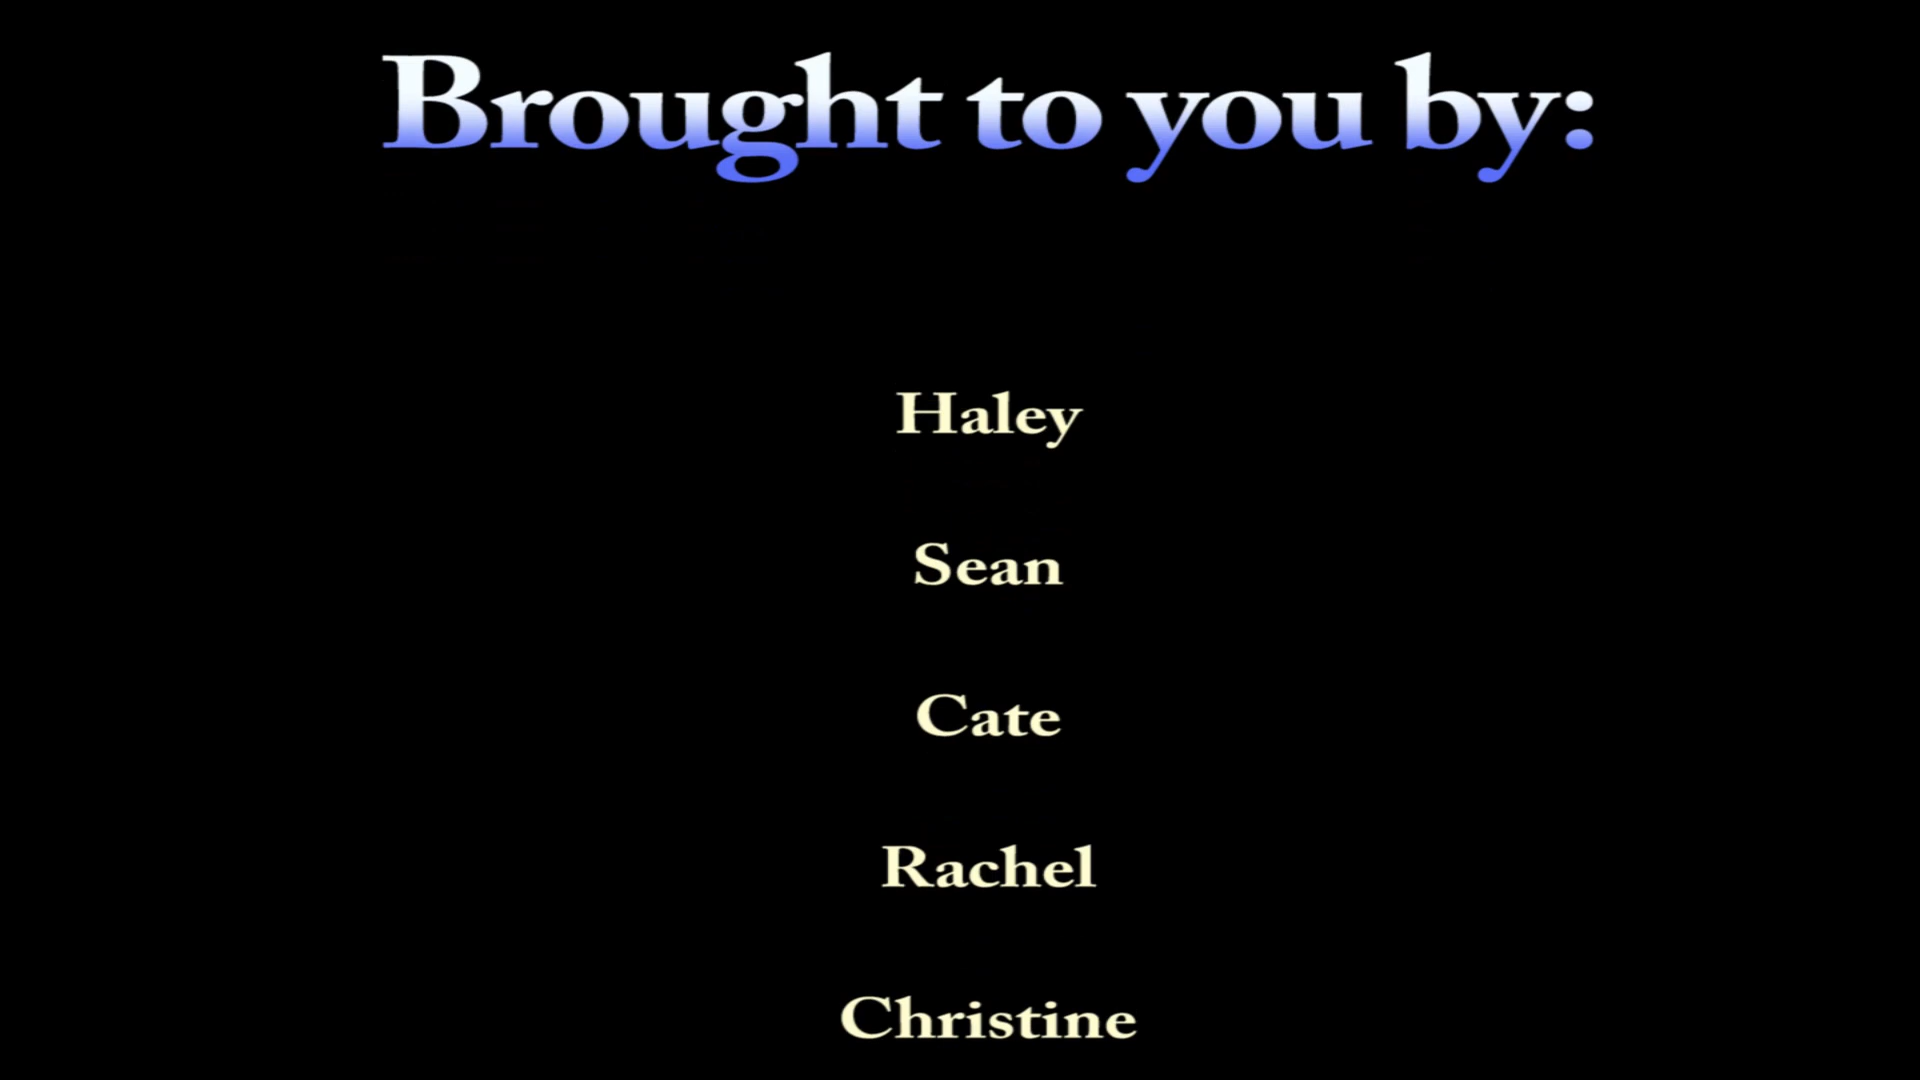 Brought to you by:
Haley
Sean
Cate
Rachel
Christine